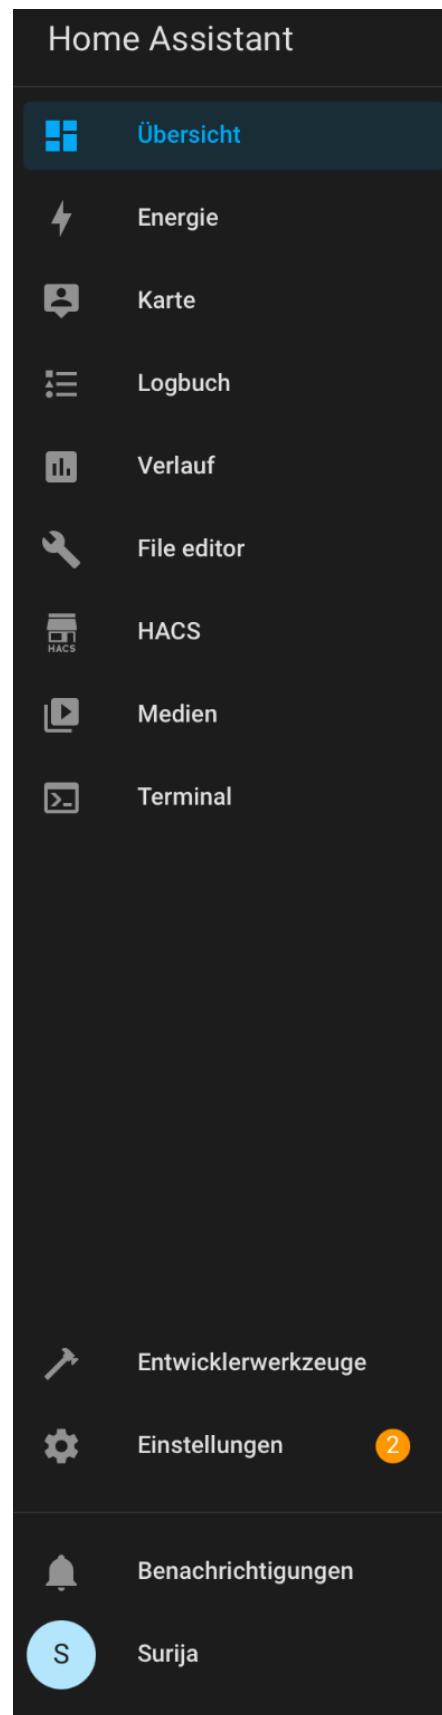 Home Assistant
Übersicht
Energie
Karte
Logbuch
Verlauf
File editor
HACS
HACS
Medien
Terminal
Entwicklerwerkzeuge
Einstellungen 2
Benachrichtigungen
S Surija